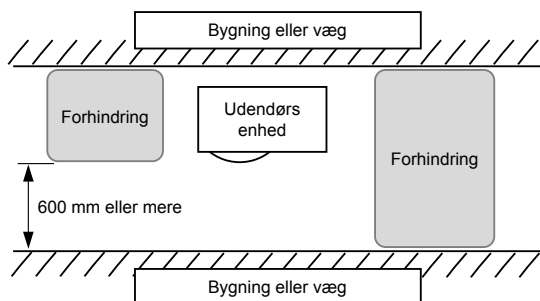 Bygning eller væg
Forhindring
Udendørs
enhed
Forhindring
600 mm eller mere
Bygning eller væg